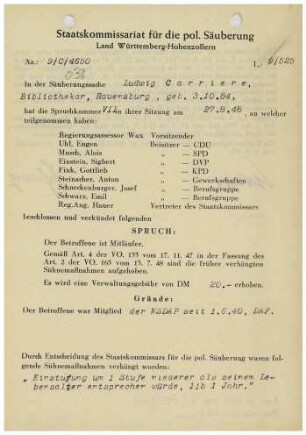 Staatskommissariat für die pol. Säuberung
Land Württemberg-Hohenzollern
Az.: 9/C/4650
L 9/525
In der Säuberungssache Ludwig Carriere,
Bibliothekar, Ravensburg, geb. 3.10.84,
hat die Spruchkammer VII in ihrer Sitzung am 27.8.48, an welcher
teilgenommen haben:
Regierungsassessor Wax Vorsitzender
Uhl, Eugen Beisitzer — CDU
Musch, Alois „ — SPD
Einstein, Sigbert „ — DVP
Fink, Gottlieb „ — KPD
Steinacher, Anton „ — Gewerkschaften
Schneckenburger, Josef „ — Berufsgruppe
Schwarz, Emil „ — Berufsgruppe
Reg.Ang. Hauer Vertreter des Staatskommissars
beschlossen und verkündet folgenden
SPRUCH:
Der Betroffene ist Mitläufer.
Gemäß Art. 4 der VO. 133 vom 17. 11. 47 in der Fassung des
Art. 2 der VO. 165 vom 13. 7. 48 sind die früher verhängten
Sühnemaßnahmen aufgehoben.
Es wird eine Verwaltungsgebühr von DM 20.- erhoben.
Gründe:
Der Betroffene war Mitglied der NSDAP seit 1.6.40, DAF.
Durch Entscheidung des Staatskommissars für die pol. Säuberung waren fol-
gende Sühnemaßnahmen verhängt worden:
"Einstufung um 1 Stufe niederer als seinem Le-
bensalter entsprechen würde, 11b 1 Jahr."